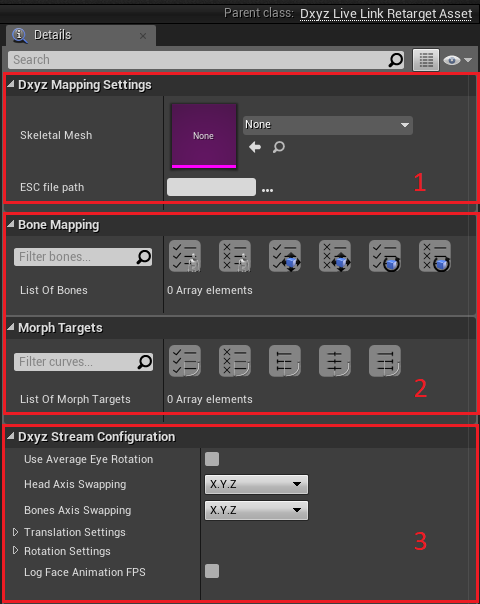 Parent class: Dxyz Live Link Retarget Asset
Details
Search
Dxyz Mapping Settings
Skeletal Mesh
None
None
ESC file path
...
1
Bone Mapping
Filter bones...
List Of Bones
0 Array elements
Morph Targets
Filter curves...
List Of Morph Targets
0 Array elements
2
Dxyz Stream Configuration
Use Average Eye Rotation
Head Axis Swapping
X.Y.Z
Bones Axis Swapping
X.Y.Z
Translation Settings
Rotation Settings
3
Log Face Animation FPS